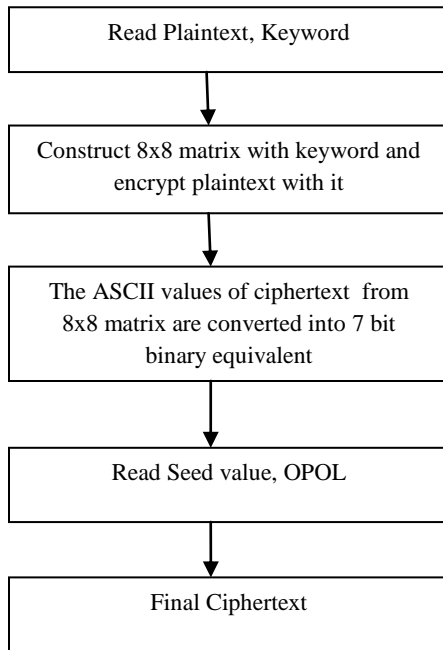 Read Plaintext, Keyword
Construct 8x8 matrix with keyword and
encrypt plaintext with it
The ASCII values of ciphertext from
8x8 matrix are converted into 7 bit
binary equivalent
Read Seed value, OPOL
Final Ciphertext